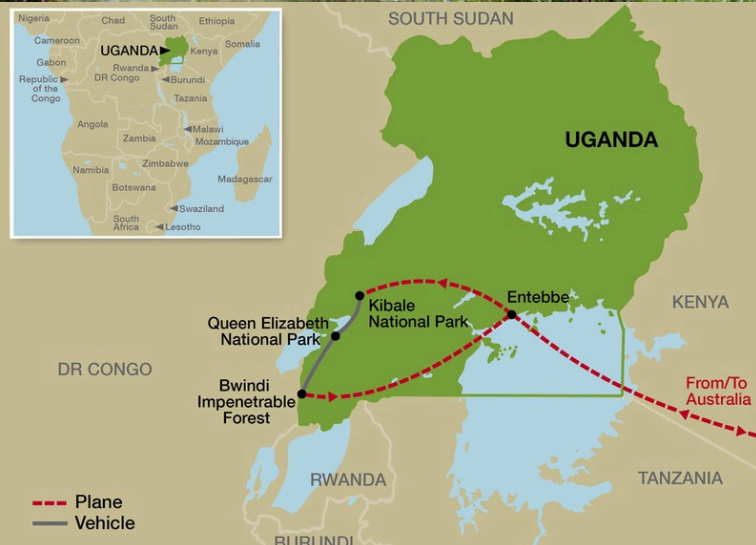 Nigeria
Chad
South
Sudan
Ethiopia
Cameroon
UGANDA
Kenya
Somalia
Gabon
Rwanda
DR Congo
Republic
of the
Congo
Burundi
Tazania
Angola
Malawi
Zambia
Mozambique
Zimbabwe
Namibia
Botswana
Madagascar
Swaziland
South
Africa
Lesotho
SOUTH SUDAN
UGANDA
Entebbe
Kibale
National Park
KENYA
Queen Elizabeth
National Park
DR CONGO
Bwindi
Impenetrable
Forest
From/To
Australia
RWANDA
TANZANIA
Plane
Vehicle
BURUNDI